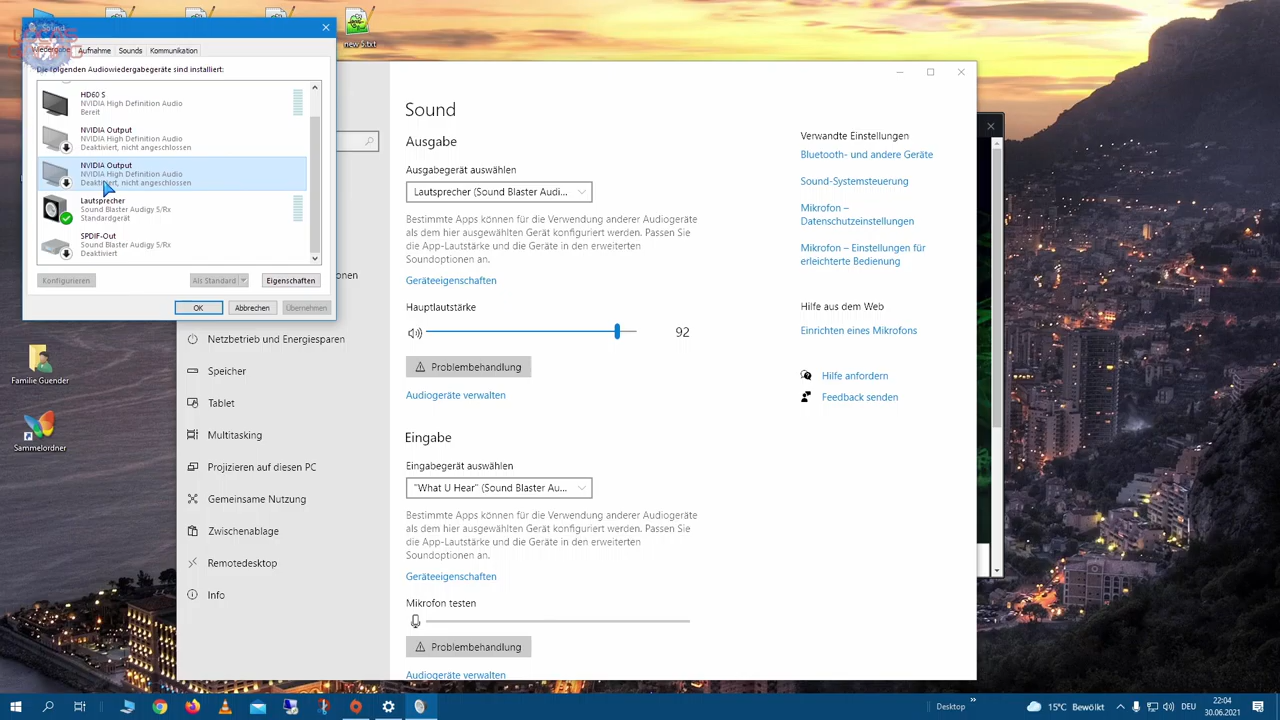 Sound
Wiedergabe
Aufnahme
Sounds
Kommunikation
Die folgenden Audiowiedergabegeräte sind installiert:
HD60 S
NVIDIA High Definition Audio
Bereit
NVIDIA Output
NVIDIA High Definition Audio
Deaktiviert, nicht angeschlossen
NVIDIA Output
NVIDIA High Definition Audio
Deaktiviert, nicht angeschlossen
Lautsprecher
Sound Blaster Audigy 5/Rx
Standardgerät
SPDIF-Out
Sound Blaster Audigy 5/Rx
Deaktiviert
Konfigurieren
Als Standard
Eigenschaften
OK
Abbrechen
Übernehmen
new 5.txt
Familie Guender
Sammelordner
onen
Netzbetrieb und Energiesparen
Speicher
Tablet
Multitasking
Projizieren auf diesen PC
Gemeinsame Nutzung
Zwischenablage
Remotedesktop
Info
Sound
Ausgabe
Ausgabegerät auswählen
Lautsprecher (Sound Blaster Audi...
Bestimmte Apps können für die Verwendung anderer Audiogeräte
als dem hier ausgewählten Gerät konfiguriert werden. Passen Sie
die App-Lautstärke und die Geräte in den erweiterten
Soundoptionen an.
Geräteeigenschaften
Hauptlautstärke
92
Problembehandlung
Audiogeräte verwalten
Eingabe
Eingabegerät auswählen
"What U Hear" (Sound Blaster Au...
Bestimmte Apps können für die Verwendung anderer Audiogeräte
als dem hier ausgewählten Gerät konfiguriert werden. Passen Sie
die App-Lautstärke und die Geräte in den erweiterten
Soundoptionen an.
Geräteeigenschaften
Mikrofon testen
Problembehandlung
Audiogeräte verwalten
Verwandte Einstellungen
Bluetooth- und andere Geräte
Sound-Systemsteuerung
Mikrofon –
Datenschutzeinstellungen
Mikrofon – Einstellungen für
erleichterte Bedienung
Hilfe aus dem Web
Einrichten eines Mikrofons
Hilfe anfordern
Feedback senden
Desktop
15°C Bewölkt
DEU
22:04
30.06.2021